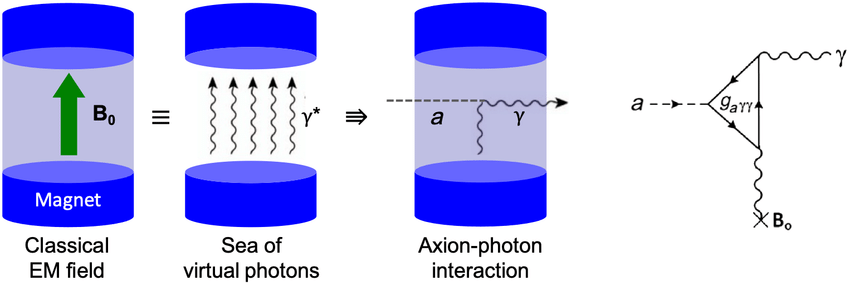 B₀
≡
γ*
⇛
a
γ
Magnet
Classical
EM field
Sea of
virtual photons
Axion-photon
interaction
a
gₐγγ
γ
B₀